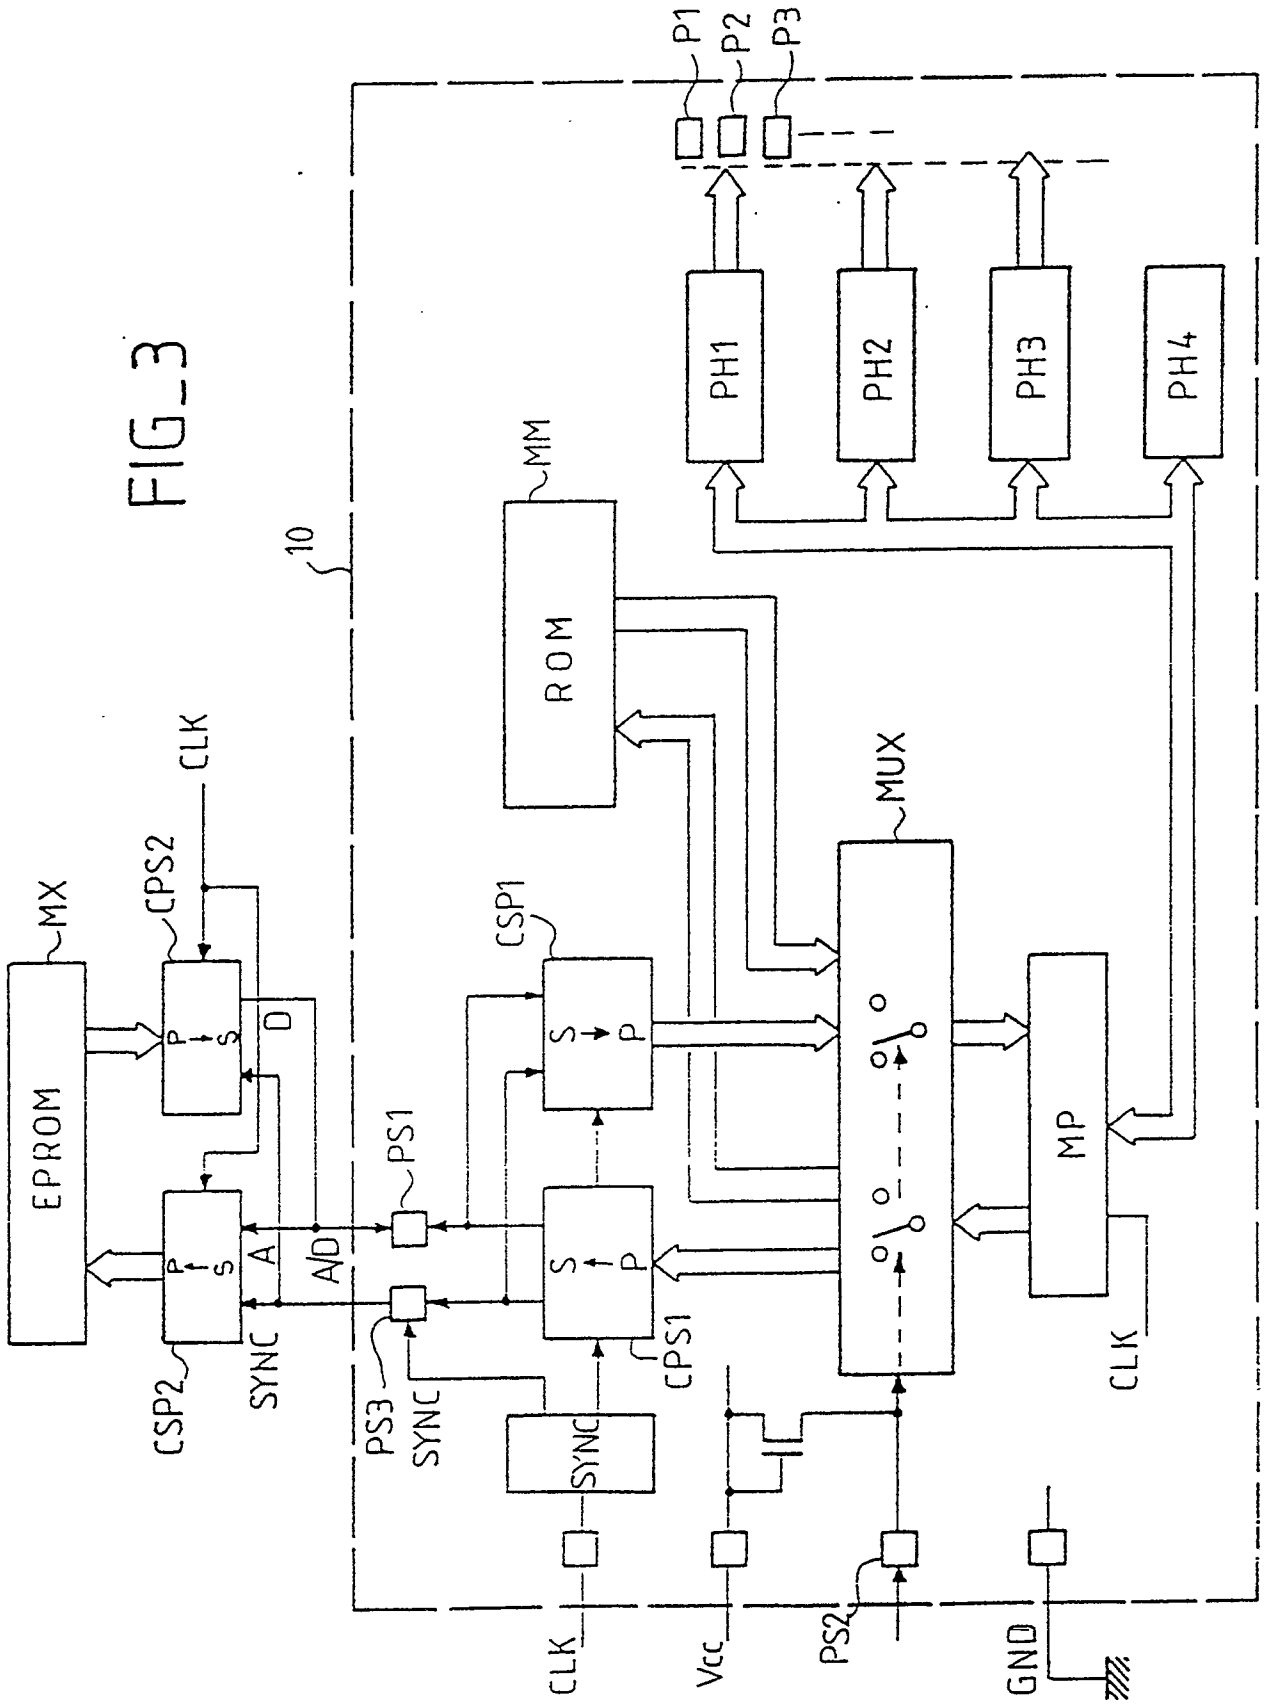 FIG_3
MX
EPROM
CSP2
CPS2
P
S
P
S
CLK
SYNC
A
D
A/D
10
PS3
PS1
SYNC
CLK
SYNC
CPS1
S
P
CSP1
S
P
MM
ROM
Vcc
PS2
MUX
GND
CLK
MP
PH1
PH2
PH3
PH4
P1
P2
P3